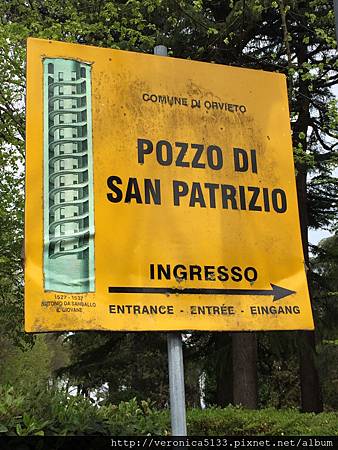 COMUNE DI ORVIETO
POZZO DI
SAN PATRIZIO
INGRESSO
ENTRANCE - ENTRÉE - EINGANG
1527 - 1537
ANTONIO DA SANGALLO
IL GIOVANE
http://veronica5133.pixnet.net/album